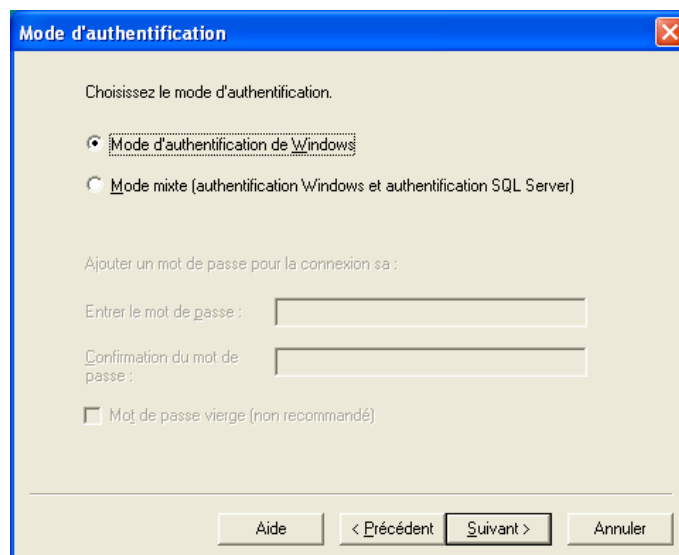 Mode d'authentification
Choisissez le mode d'authentification.
Mode d'authentification de Windows
Mode mixte (authentification Windows et authentification SQL Server)
Ajouter un mot de passe pour la connexion sa :
Entrer le mot de passe :
Confirmation du mot de
passe :
Mot de passe vierge (non recommandé)
Aide < Précédent Suivant > Annuler